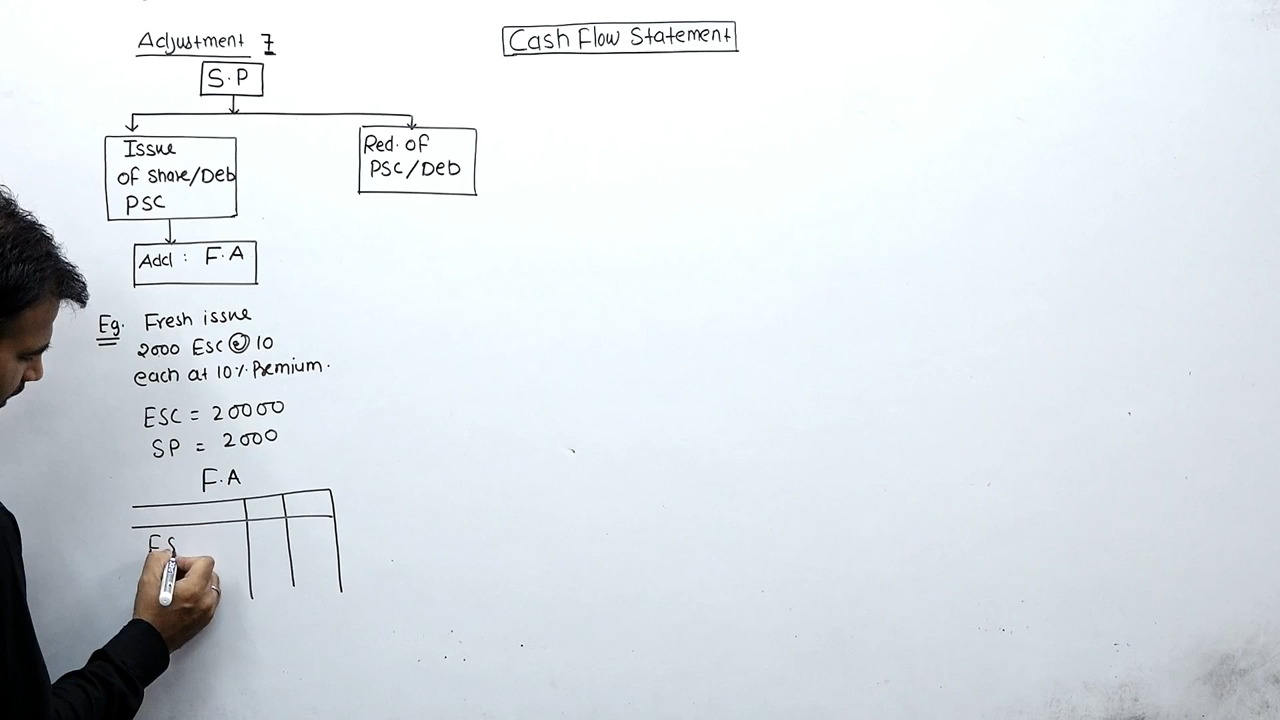 Adjustment 7
Cash Flow Statement
S.P
Issue
of share/Deb
PSC
Red. of
PSC/Deb
Add : F.A
Eg. Fresh issue
2000 ESC @ 10
each at 10% Premium.
ESC = 20000
SP = 2000
F.A
ES